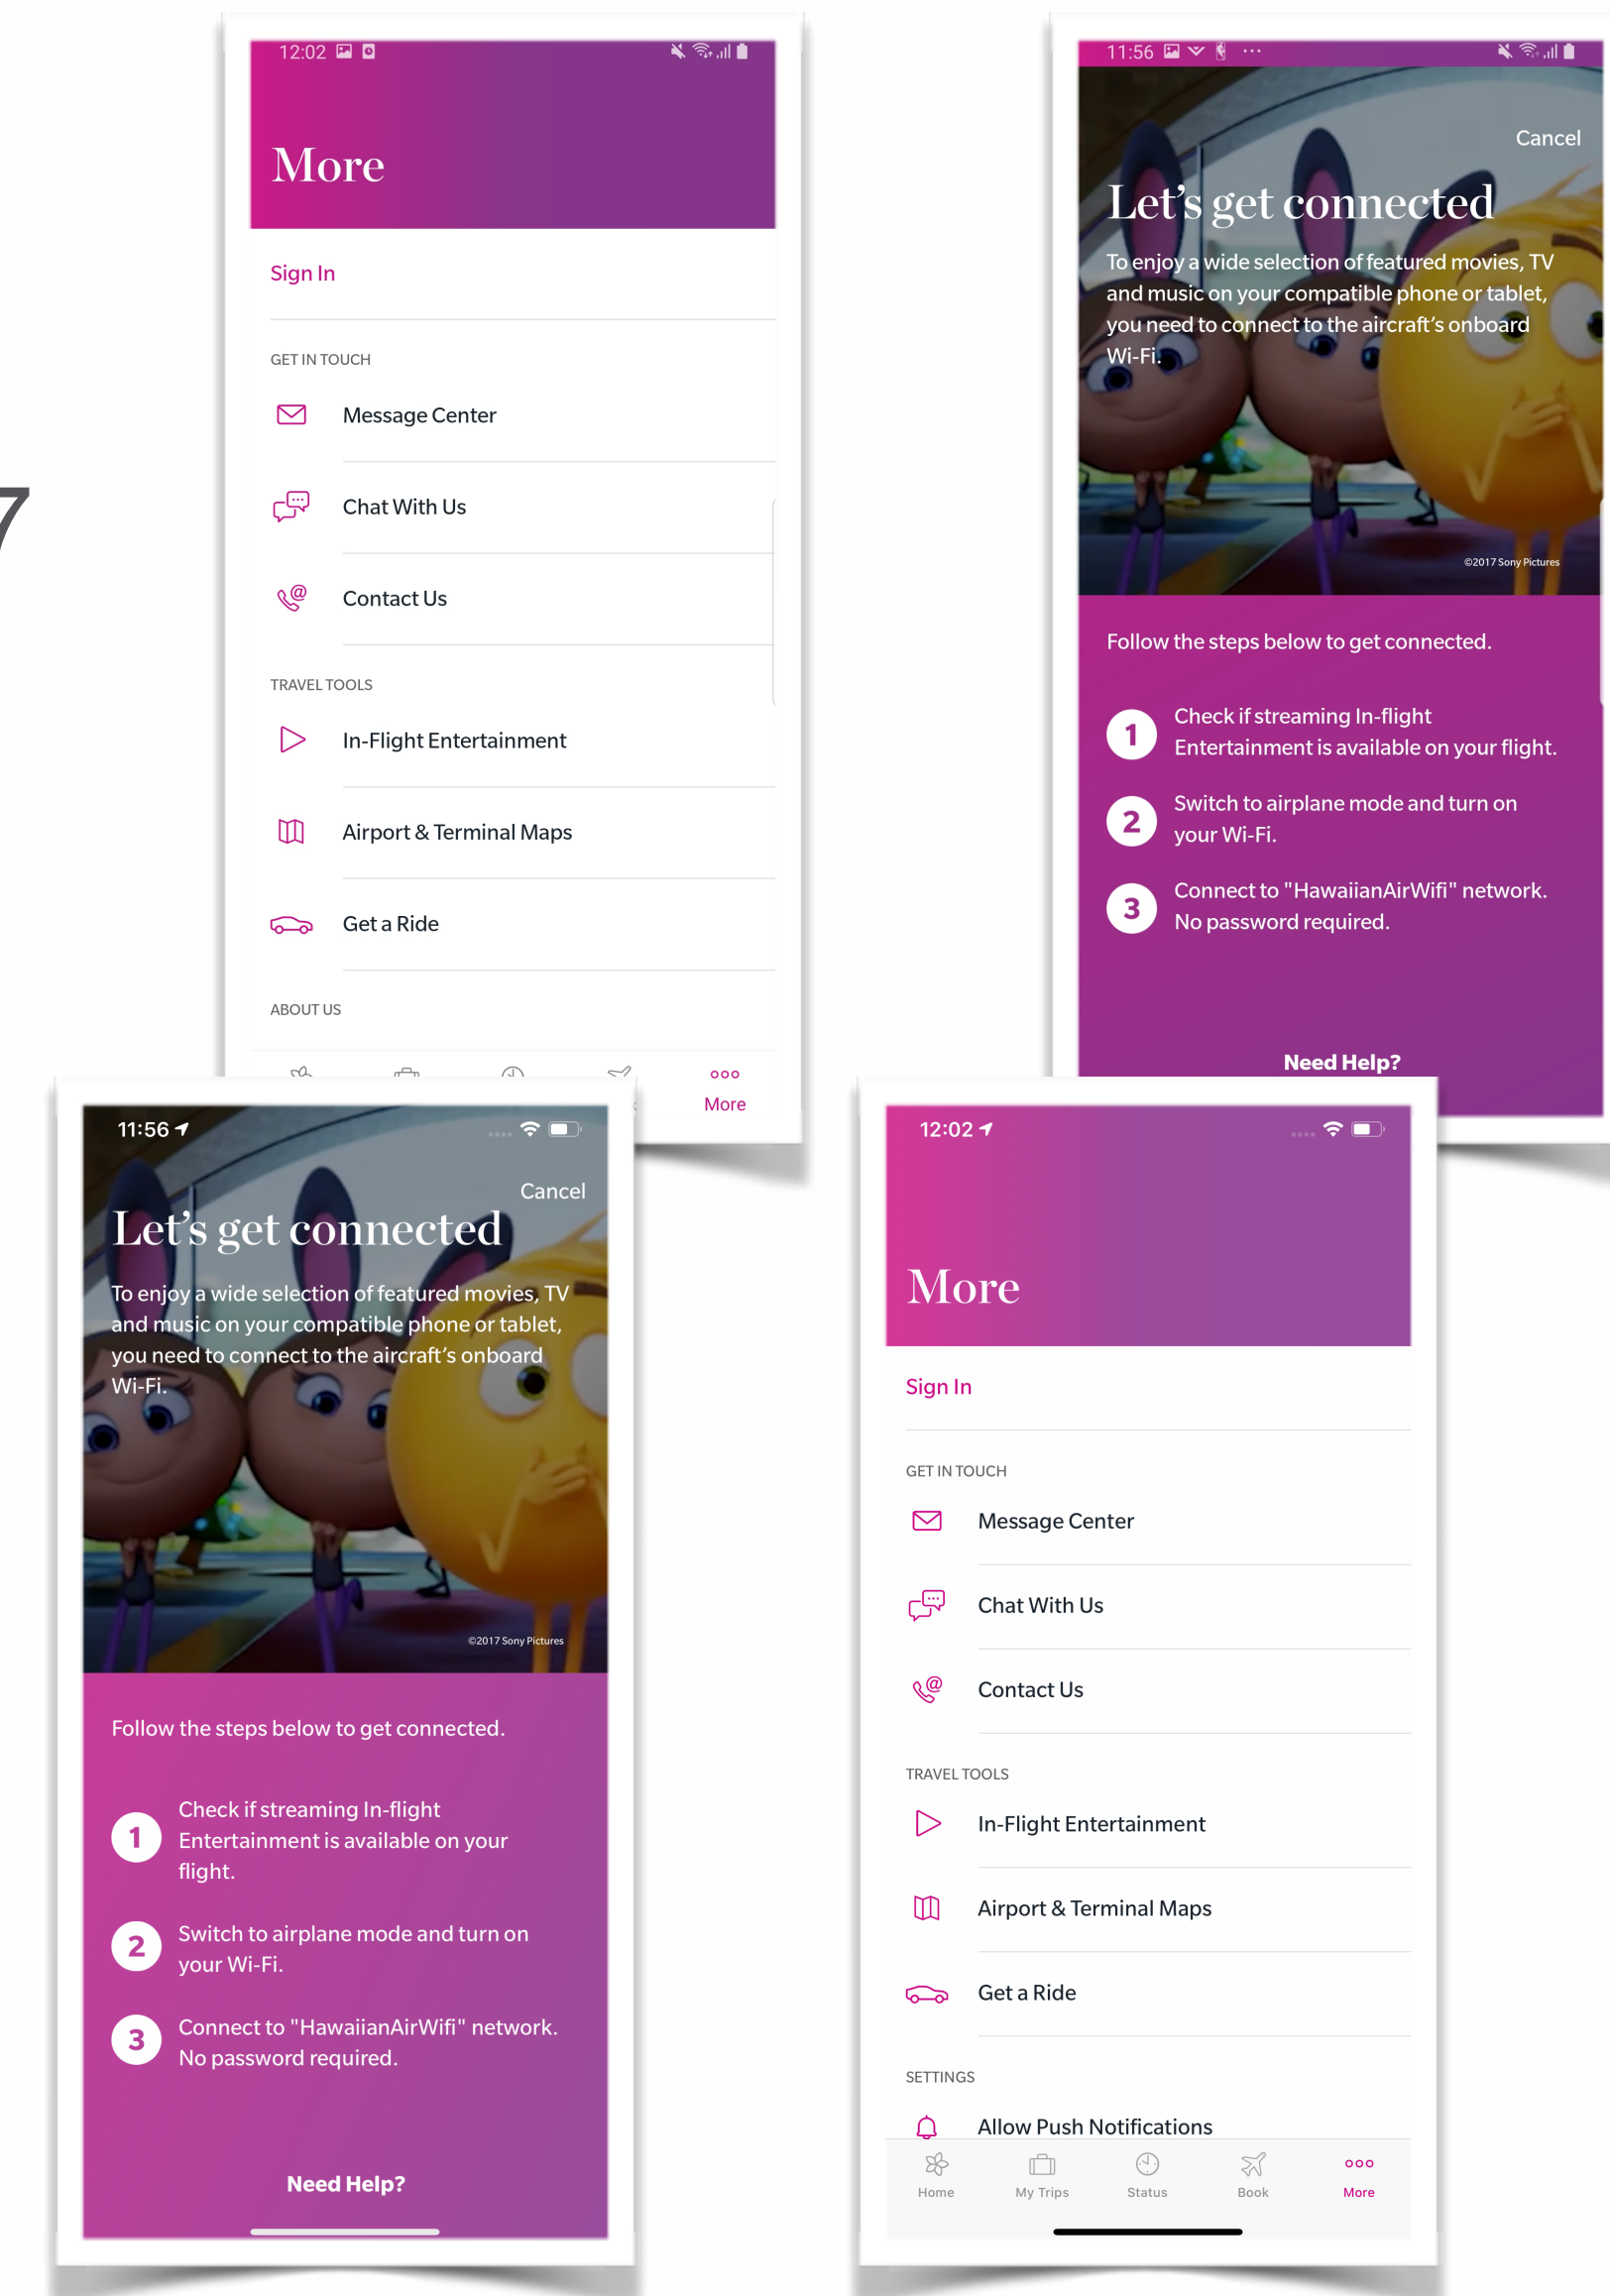 7
12:02
More
Sign In
GET IN TOUCH
Message Center
Chat With Us
Contact Us
TRAVEL TOOLS
In-Flight Entertainment
Airport & Terminal Maps
Get a Ride
ABOUT US
More
11:56
Cancel
Let's get connected
To enjoy a wide selection of featured movies, TV
and music on your compatible phone or tablet,
you need to connect to the aircraft's onboard
Wi-Fi.
©2017 Sony Pictures
Follow the steps below to get connected.
1
Check if streaming In-flight
Entertainment is available on your flight.
2
Switch to airplane mode and turn on
your Wi-Fi.
3
Connect to "HawaiianAirWifi" network.
No password required.
Need Help?
11:56
Cancel
Let's get connected
To enjoy a wide selection of featured movies, TV
and music on your compatible phone or tablet,
you need to connect to the aircraft's onboard
Wi-Fi.
©2017 Sony Pictures
Follow the steps below to get connected.
1
Check if streaming In-flight
Entertainment is available on your
flight.
2
Switch to airplane mode and turn on
your Wi-Fi.
3
Connect to "HawaiianAirWifi" network.
No password required.
Need Help?
12:02
More
Sign In
GET IN TOUCH
Message Center
Chat With Us
Contact Us
TRAVEL TOOLS
In-Flight Entertainment
Airport & Terminal Maps
Get a Ride
SETTINGS
Allow Push Notifications
Home My Trips Status Book More